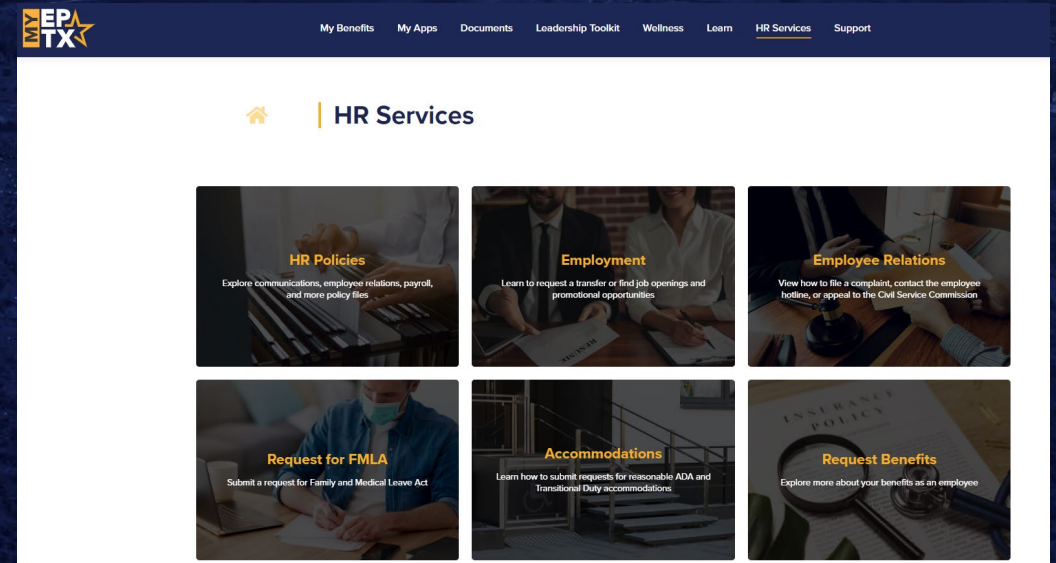 MY EP TX
My Benefits My Apps Documents Leadership Toolkit Wellness Learn HR Services Support
HR Services
HR Policies
Explore communications, employee relations, payroll,
and more policy files
Employment
Learn to request a transfer or find job openings and
promotional opportunities
RESUME
Employee Relations
View how to file a complaint, contact the employee
hotline, or appeal to the Civil Service Commission
Request for FMLA
Submit a request for Family and Medical Leave Act
Accommodations
Learn how to submit requests for reasonable ADA and
Transitional Duty accommodations
INSURANCE
POLICY
Request Benefits
Explore more about your benefits as an employee